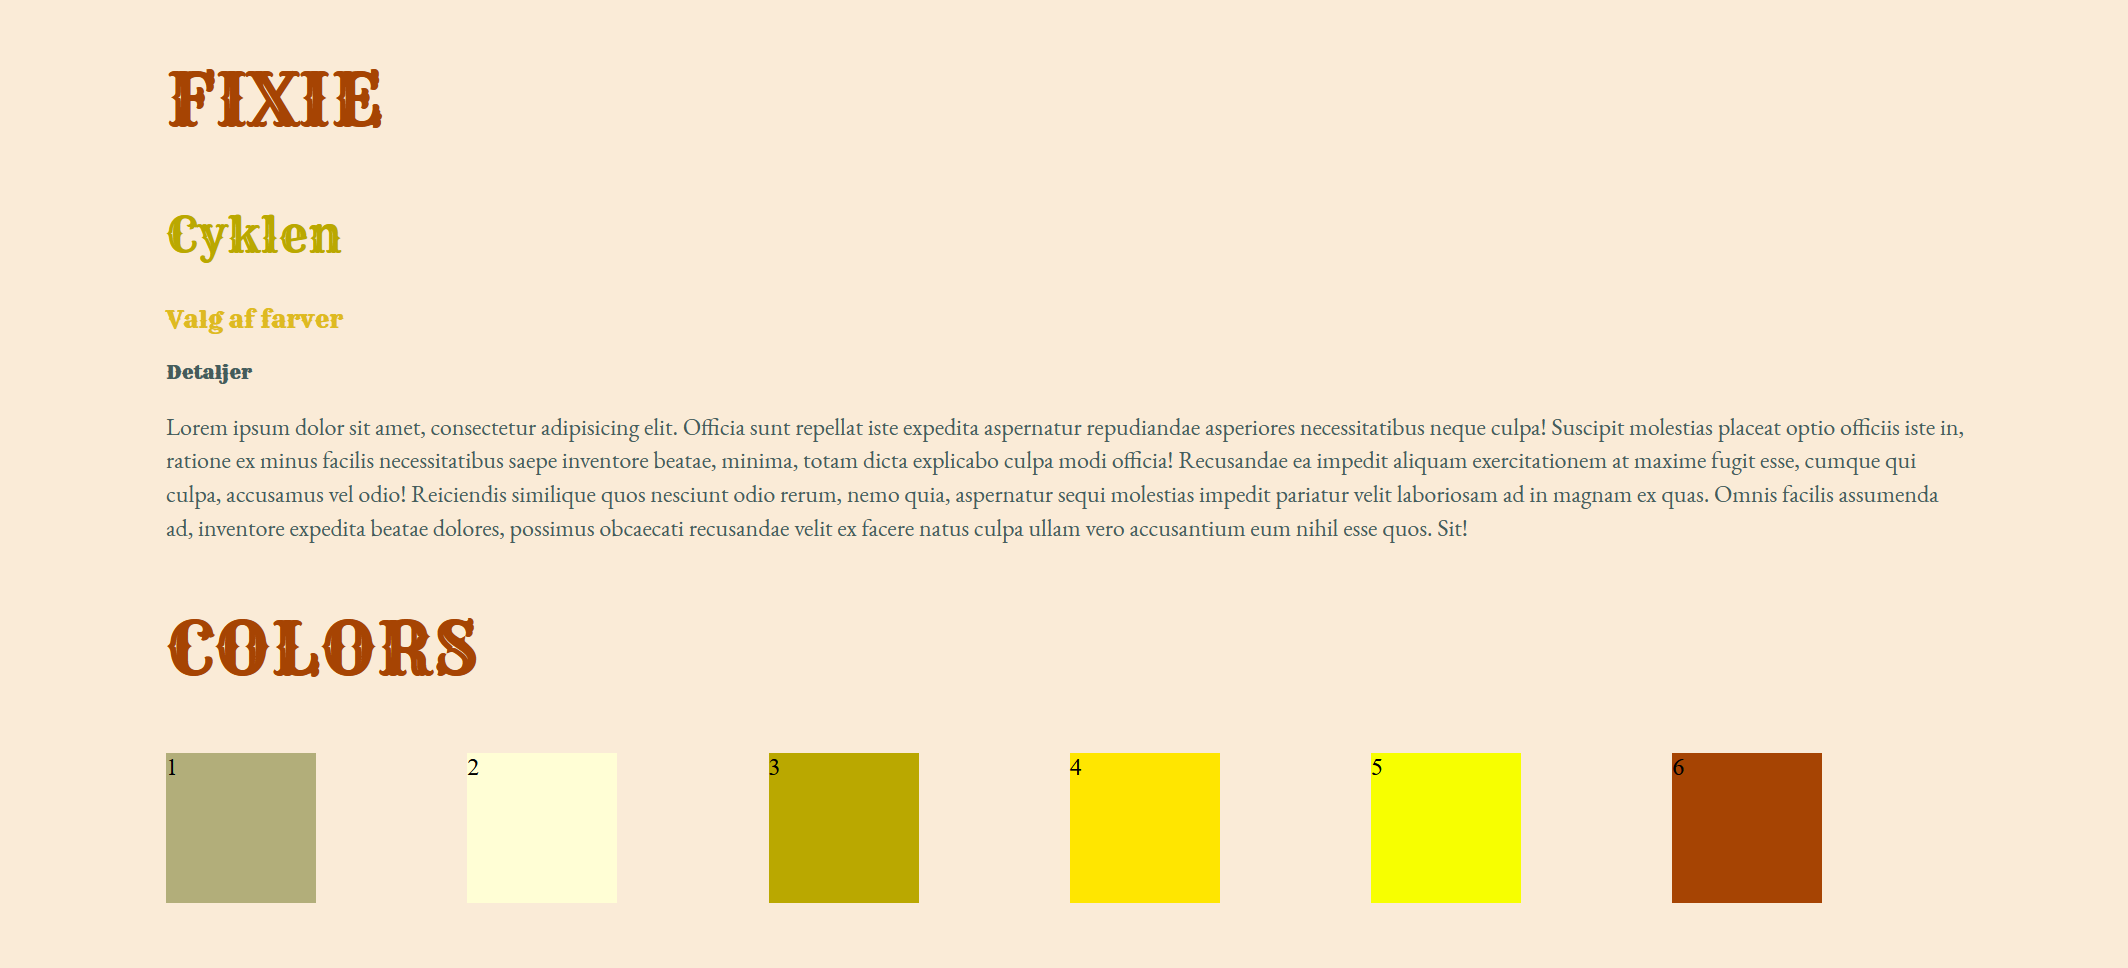 FIXIE
Cyklen
Valg af farver
Detaljer
Lorem ipsum dolor sit amet, consectetur adipisicing elit. Officia sunt repellat iste expedita aspernatur repudiandae asperiores necessitatibus neque culpa! Suscipit molestias placeat optio officiis iste in,
ratione ex minus facilis necessitatibus saepe inventore beatae, minima, totam dicta explicabo culpa modi officia! Recusandae ea impedit aliquam exercitationem at maxime fugit esse, cumque qui
culpa, accusamus vel odio! Reiciendis similique quos nesciunt odio rerum, nemo quia, aspernatur sequi molestias impedit pariatur velit laboriosam ad in magnam ex quas. Omnis facilis assumenda
ad, inventore expedita beatae dolores, possimus obcaecati recusandae velit ex facere natus culpa ullam vero accusantium eum nihil esse quos. Sit!
COLORS
1 2 3 4 5 6